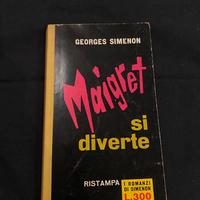 GEORGES SIMENON
Maigret
si
diverte
RISTAMPA
I ROMANZI
DI SIMENON
L.300